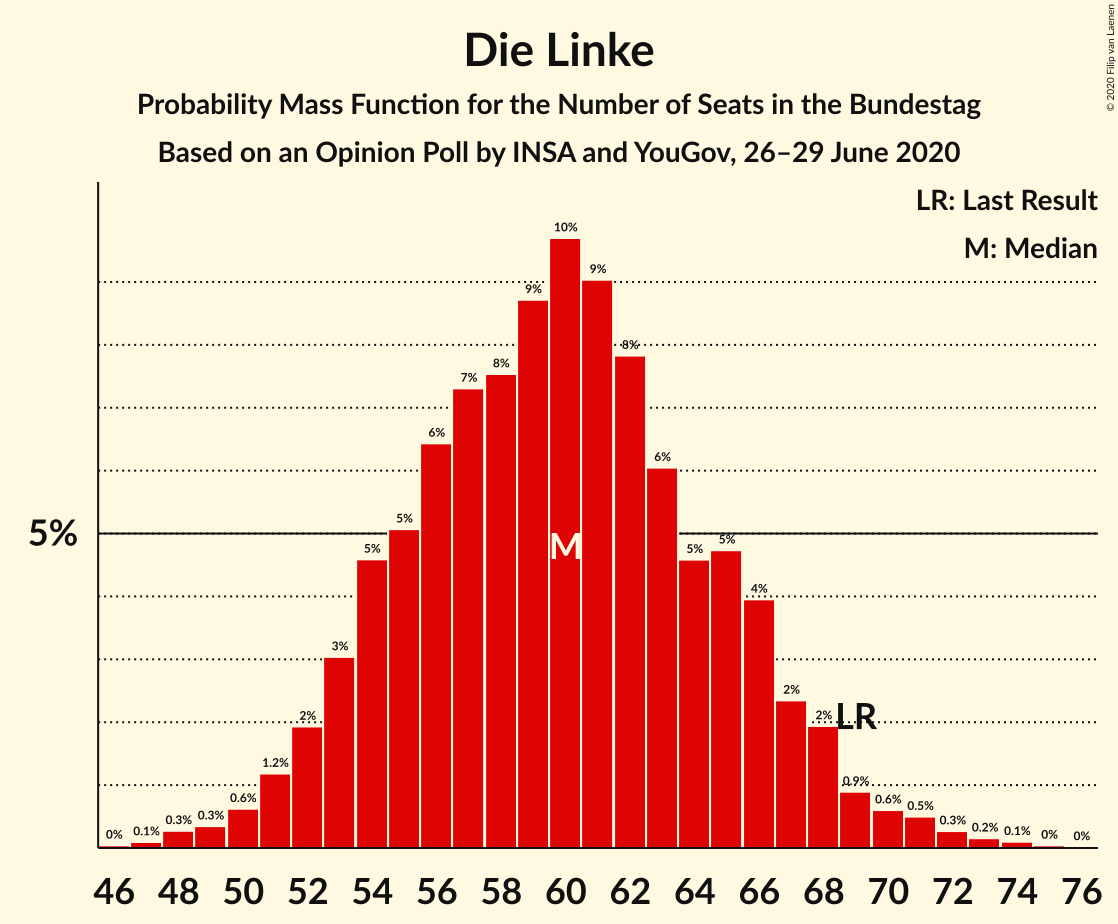 Die Linke
Probability Mass Function for the Number of Seats in the Bundestag
Based on an Opinion Poll by INSA and YouGov, 26–29 June 2020
© 2020 Filip van Laenen
LR: Last Result
M: Median
5%
0% 0.1% 0.3% 0.3% 0.6% 1.2% 2% 3% 5% 5% 6% 7% 8% 9% 10% 9% 8% 6% 5% 5% 4% 2% 2% 0.9% 0.6% 0.5% 0.3% 0.2% 0.1% 0% 0%
M
LR
46 48 50 52 54 56 58 60 62 64 66 68 70 72 74 76